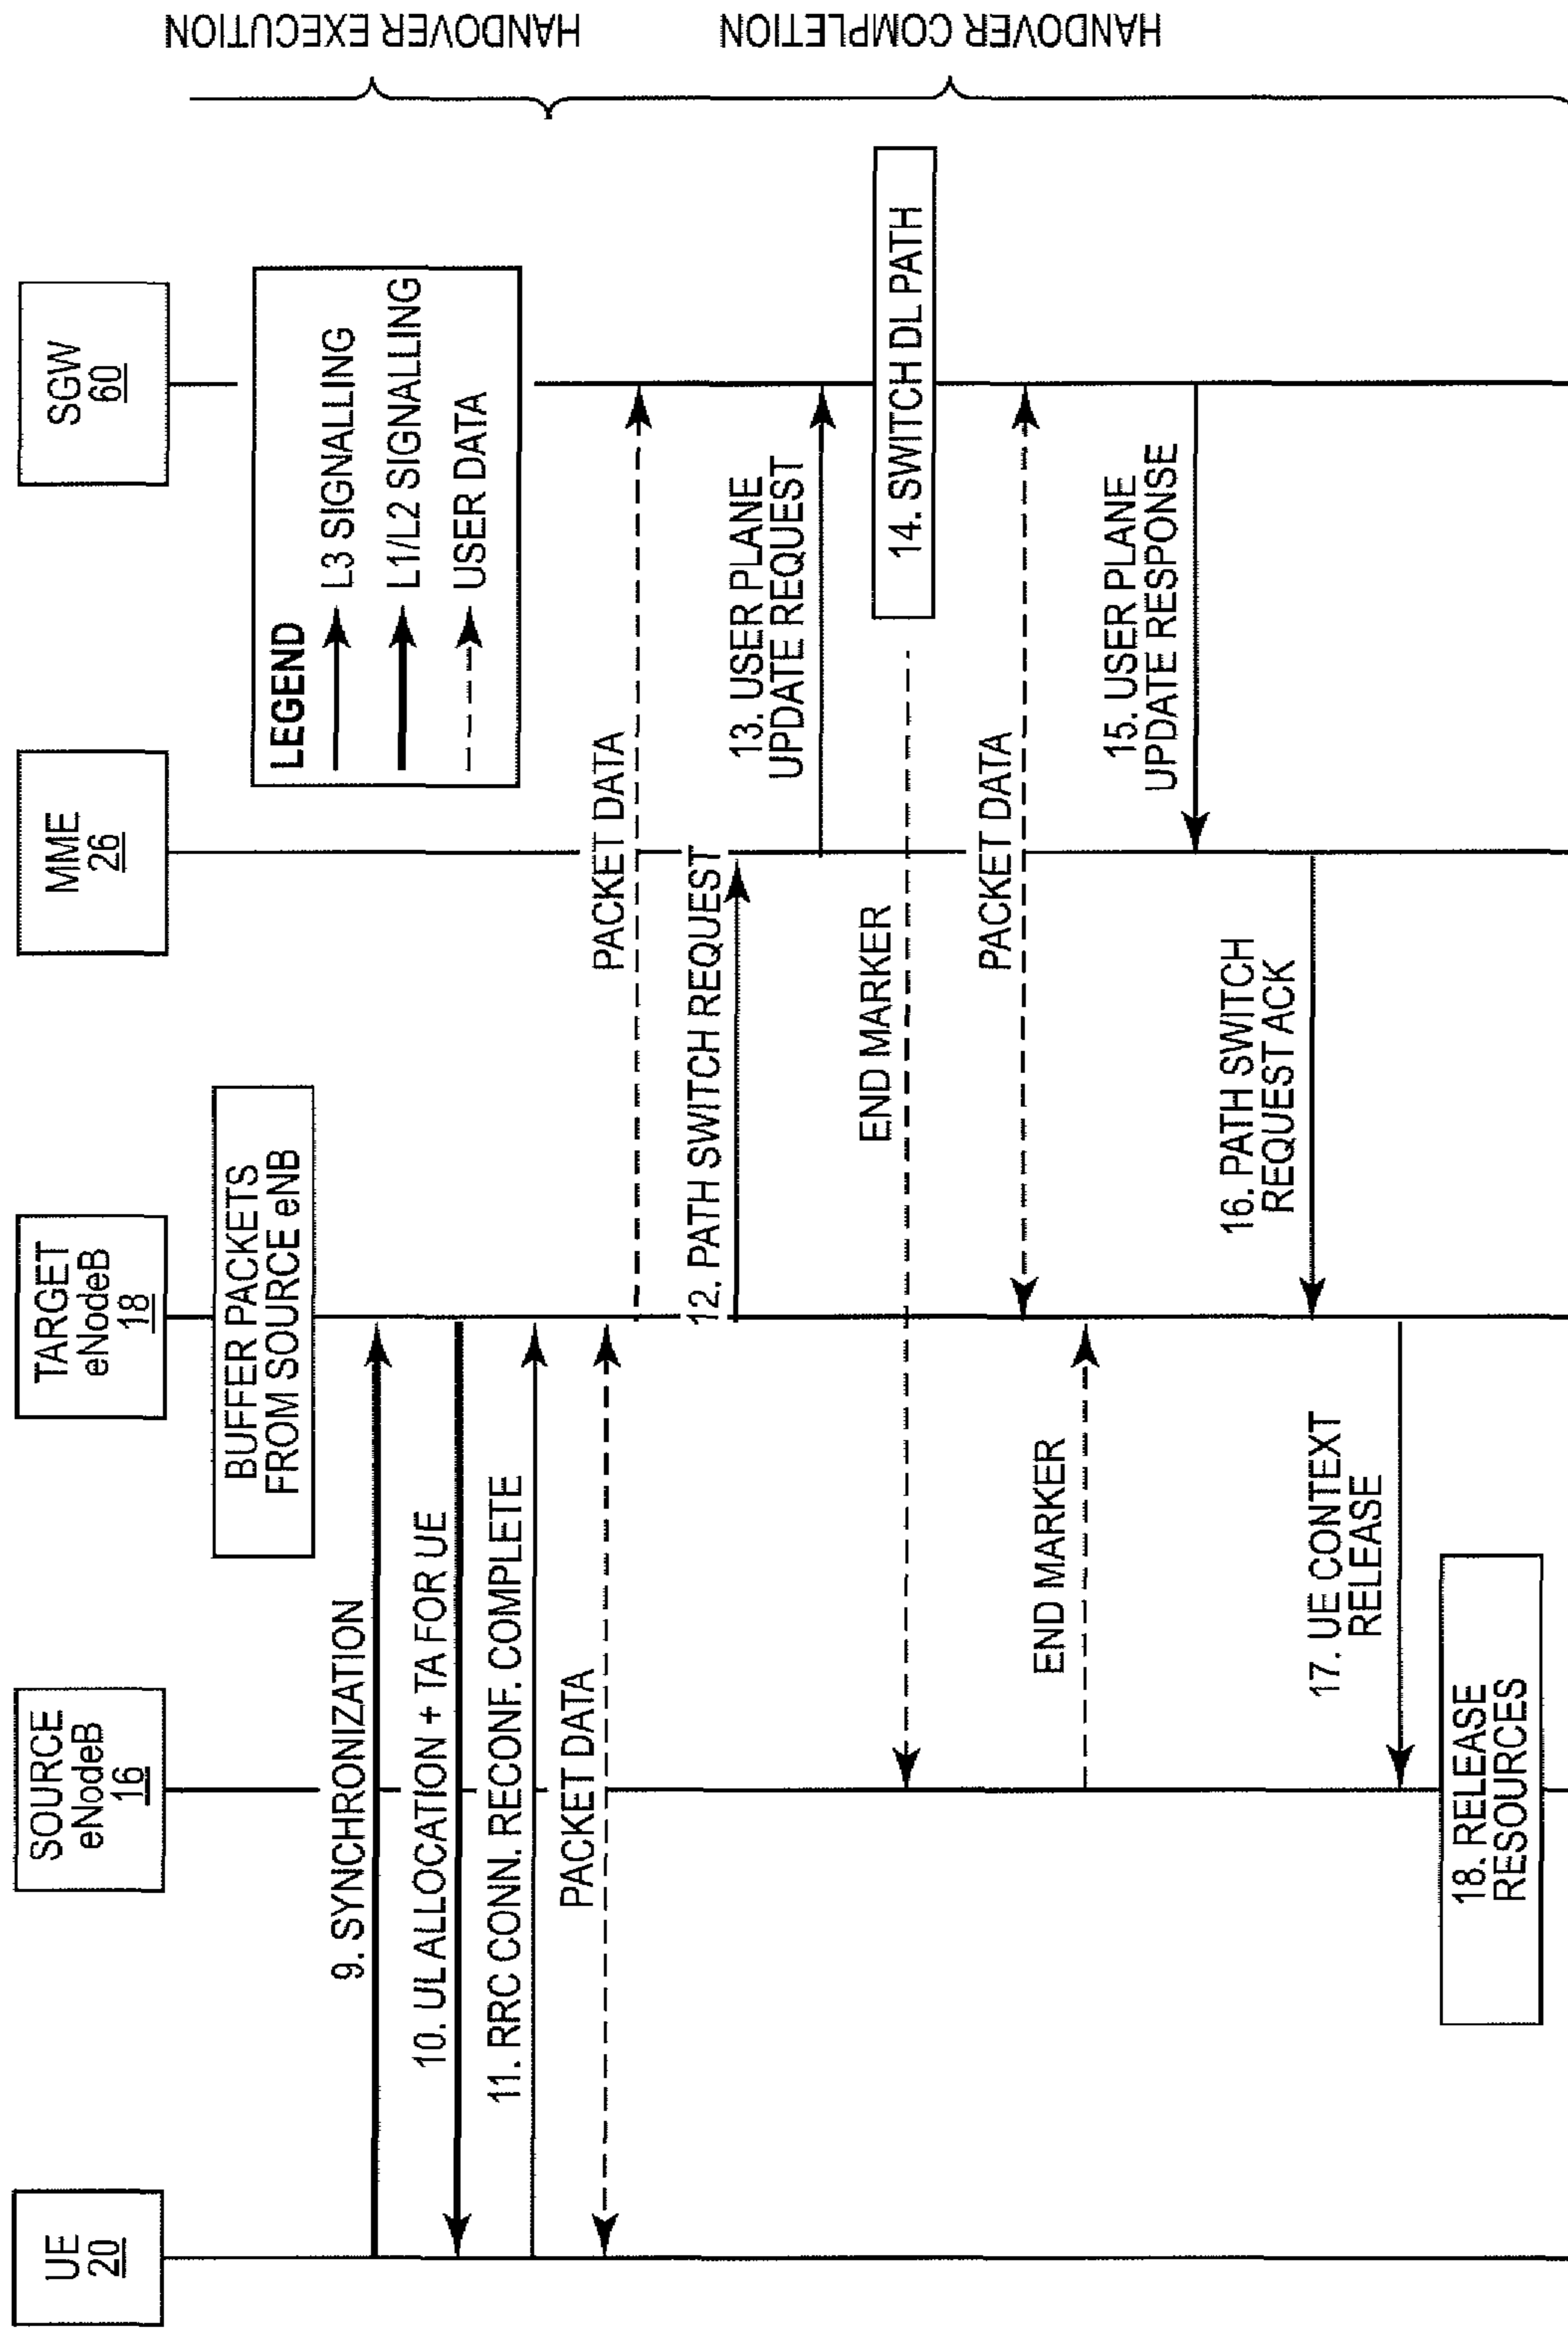 UE
20
SOURCE
eNodeB
16
TARGET
eNodeB
18
MME
26
SGW
60
BUFFER PACKETS
FROM SOURCE eNB
LEGEND
L3 SIGNALLING
L1/L2 SIGNALLING
USER DATA
HANDOVER EXECUTION
9. SYNCHRONIZATION
10. UL ALLOCATION + TA FOR UE
11. RRC CONN. RECONF. COMPLETE
PACKET DATA
PACKET DATA
HANDOVER COMPLETION
12. PATH SWITCH REQUEST
13. USER PLANE
UPDATE REQUEST
END MARKER
14. SWITCH DL PATH
PACKET DATA
END MARKER
15. USER PLANE
UPDATE RESPONSE
16. PATH SWITCH
REQUEST ACK
17. UE CONTEXT
RELEASE
18. RELEASE
RESOURCES